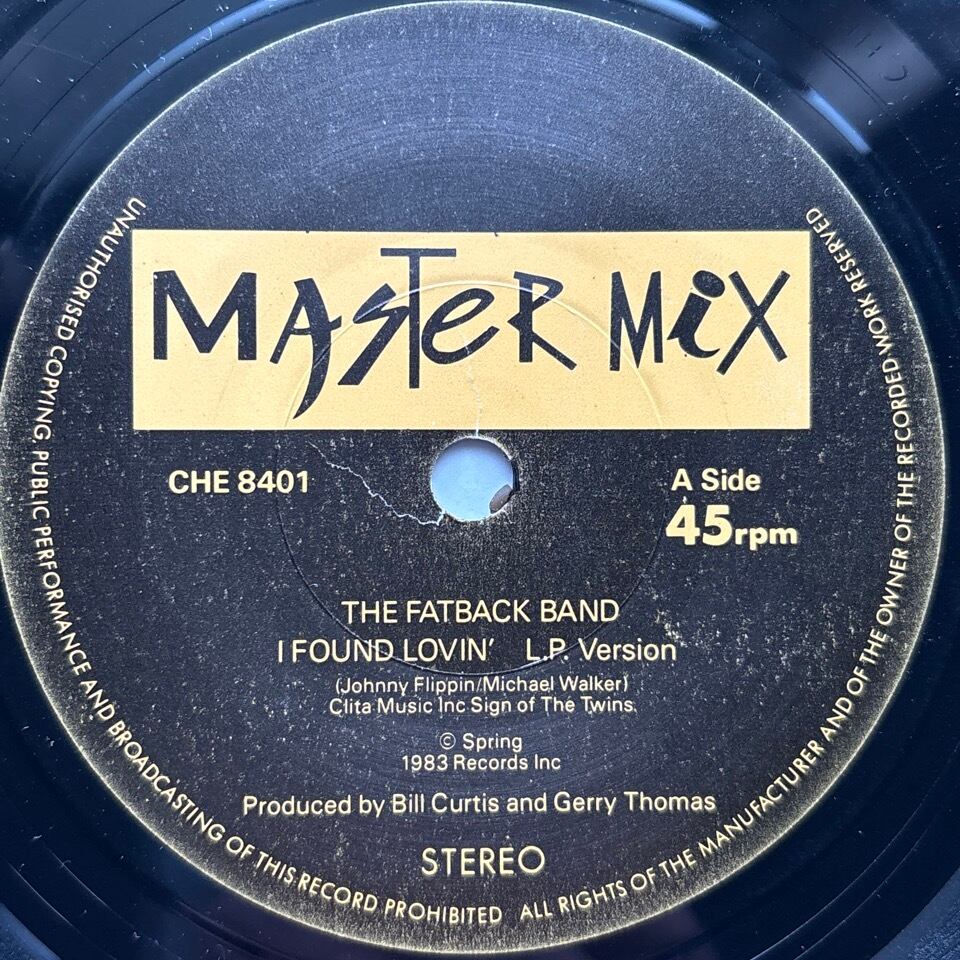 MASTER MiX
CHE 8401
A Side
45rpm
THE FATBACK BAND
I FOUND LOVIN' L.P. Version
(Johnny Flippin/Michael Walker)
Clita Music Inc Sign of The Twins.
© Spring
1983 Records Inc
Produced by Bill Curtis and Gerry Thomas
STEREO
UNAUTHORISED COPYING PUBLIC PERFORMANCE AND BROADCASTING OF THIS RECORD PROHIBITED ALL RIGHTS OF THE MANUFACTURER AND OF THE OWNER OF THE RECORDED WORK RESERVED